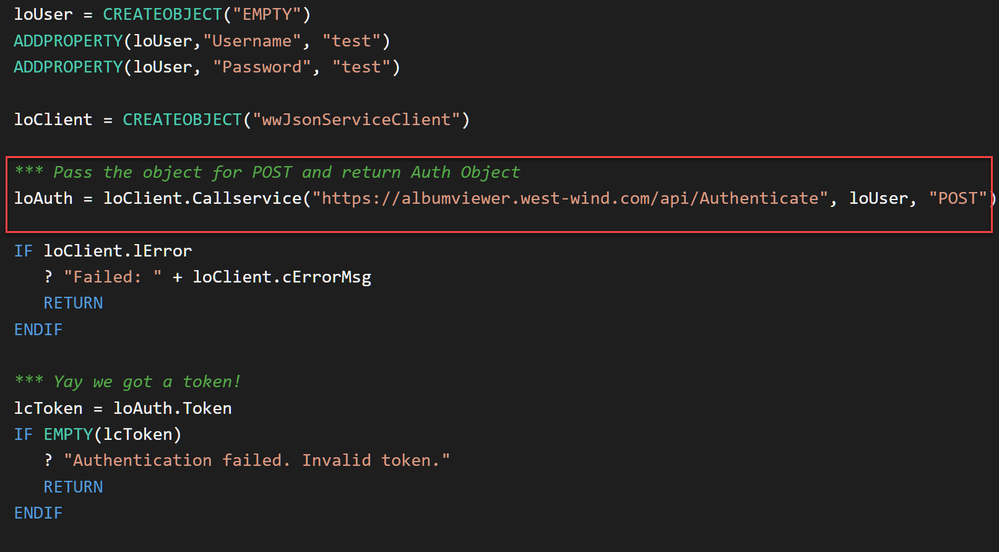 loUser = CREATEOBJECT("EMPTY")
ADDPROPERTY(loUser,"Username", "test")
ADDPROPERTY(loUser, "Password", "test")
loClient = CREATEOBJECT("wwJsonServiceClient")
*** Pass the object for POST and return Auth Object
loAuth = loClient.Callservice("https://albumviewer.west-wind.com/api/Authenticate", loUser, "POST")
IF loClient.lError
   ? "Failed: " + loClient.cErrorMsg
   RETURN
ENDIF
*** Yay we got a token!
lcToken = loAuth.Token
IF EMPTY(lcToken)
   ? "Authentication failed. Invalid token."
   RETURN
ENDIF